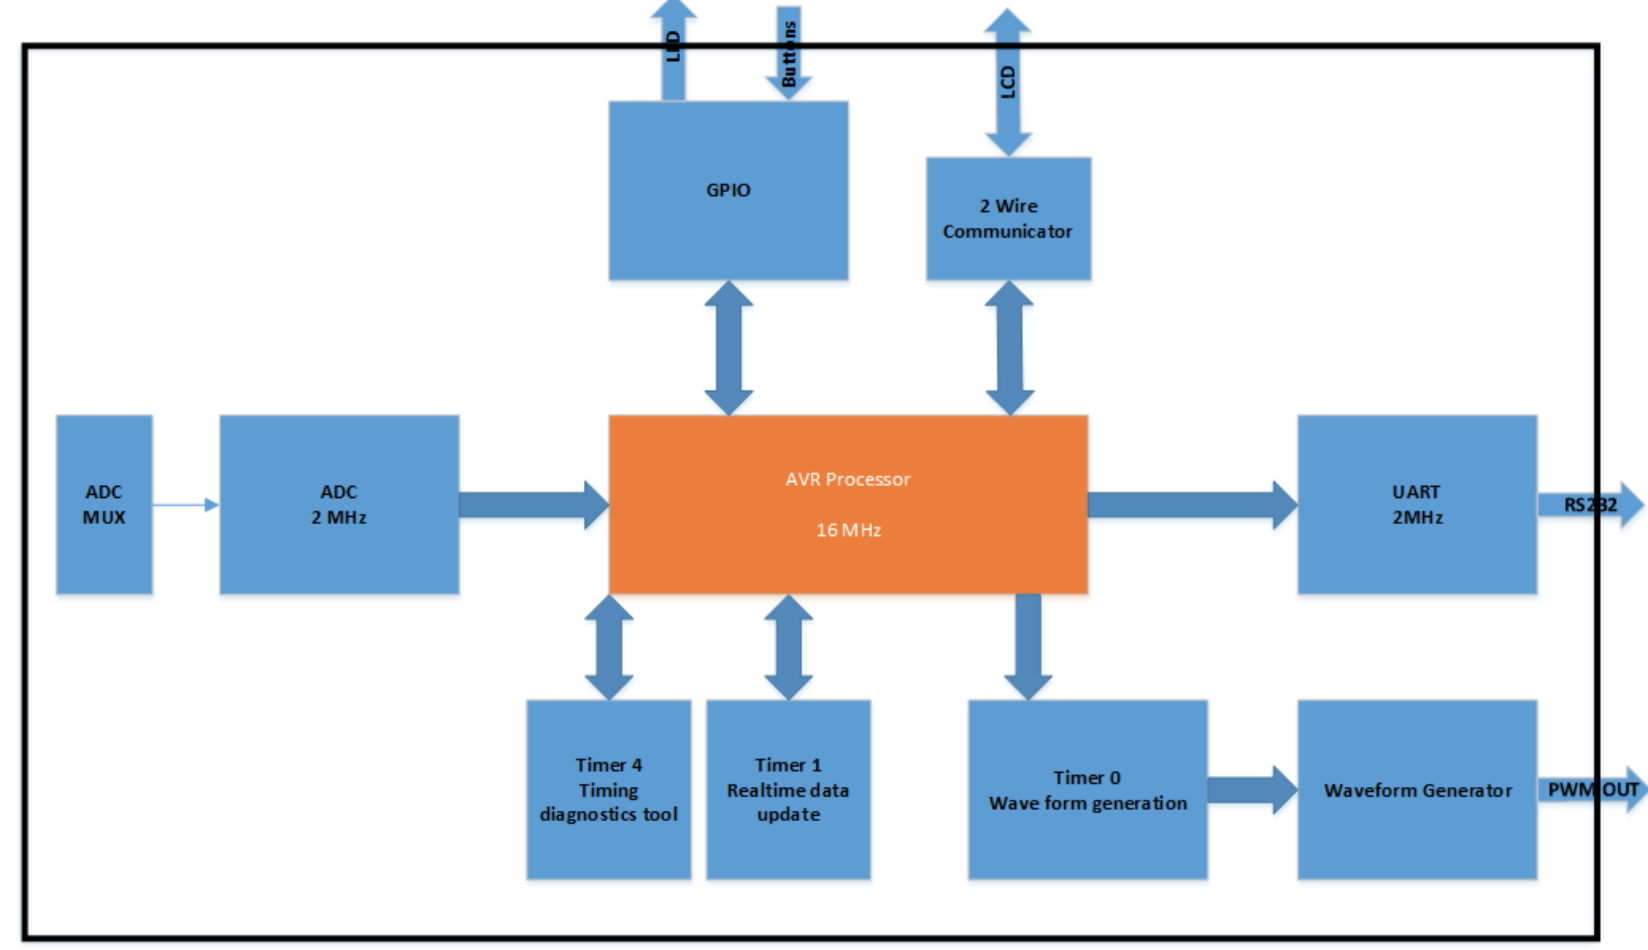 LED
Buttons
LCD
GPIO
2 Wire
Communicator
ADC
MUX
ADC
2 MHz
AVR Processor
16 MHz
UART
2MHz
RS232
Timer 4
Timing
diagnostics tool
Timer 1
Realtime data
update
Timer 0
Wave form generation
Waveform Generator
PWM OUT